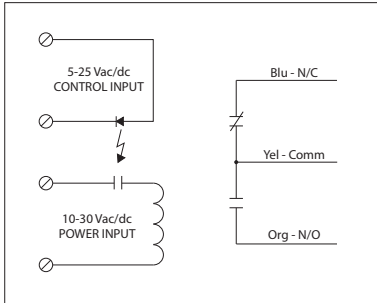 5-25 Vac/dc
CONTROL INPUT
10-30 Vac/dc
POWER INPUT
Blu - N/C
Yel - Comm
Org - N/O